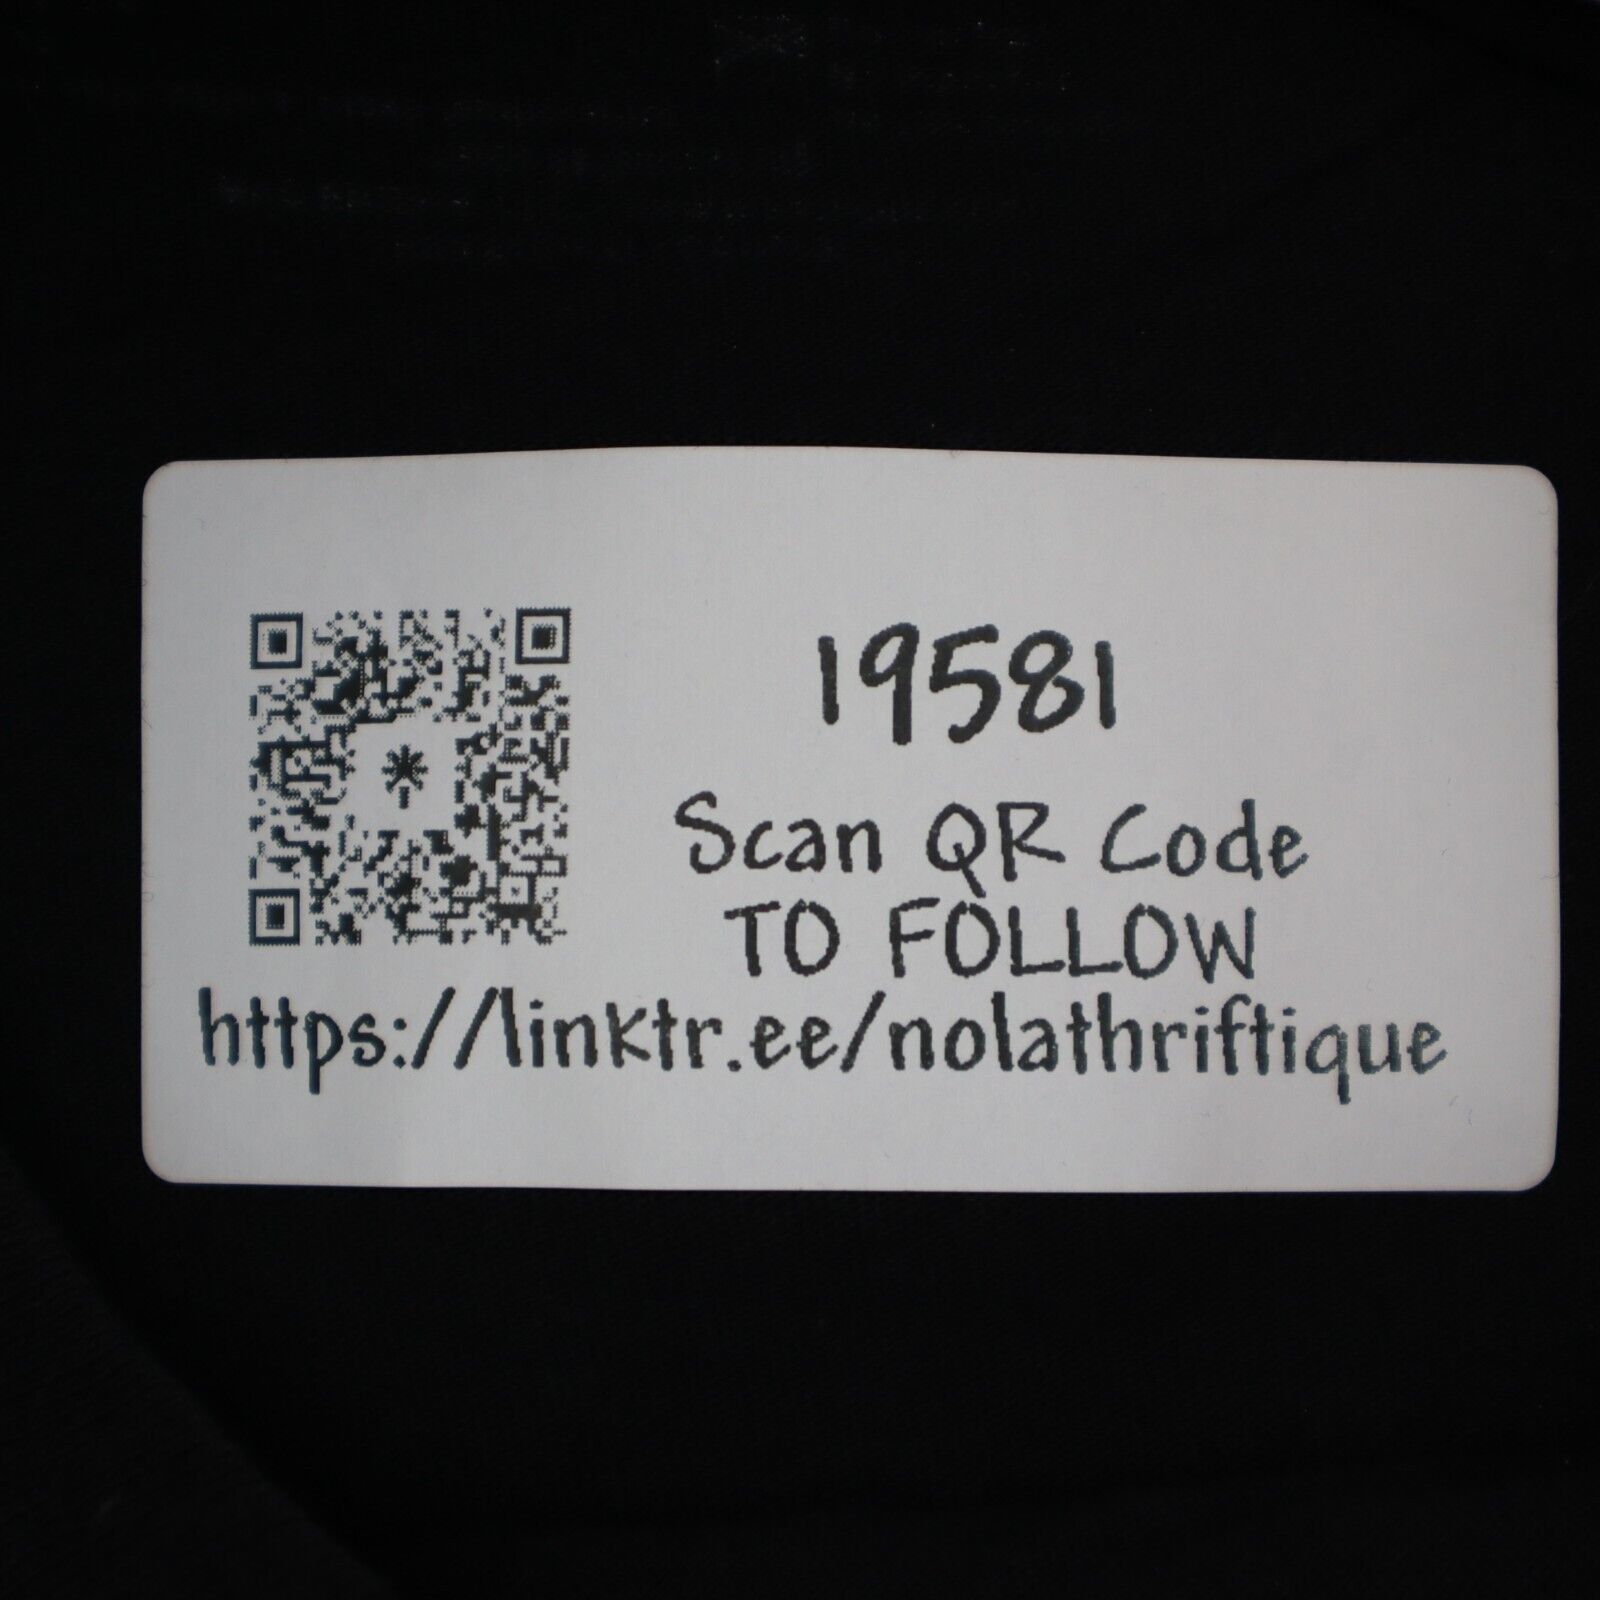 19581
Scan QR Code
TO FOLLOW
https://linktr.ee/nolathriftique